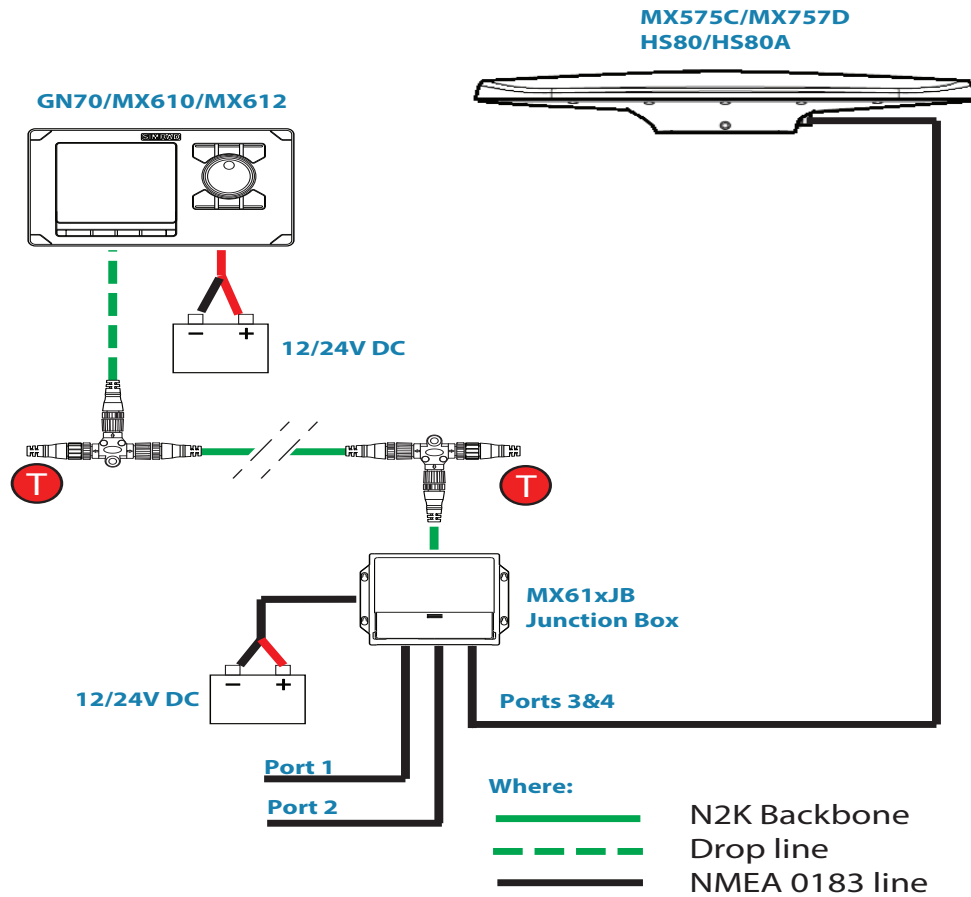 MX575C/MX757D
HS80/HS80A
GN70/MX610/MX612
SIMRAD
− +
12/24V DC
T
T
MX61xJB
Junction Box
− +
12/24V DC
Ports 3&4
Port 1
Port 2
Where:
N2K Backbone
Drop line
NMEA 0183 line